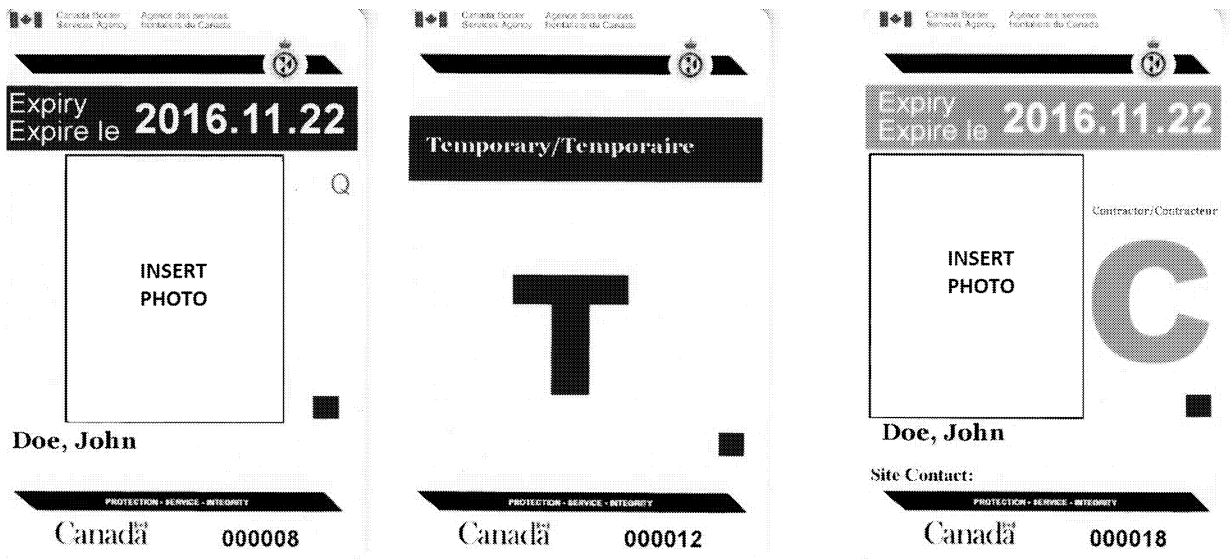 Canada Border Agence des services
Services Agency frontaliers du Canada
Expiry
Expire le 2016.11.22
Q
INSERT
PHOTO
Doe, John
PROTECTION - SERVICE - INTEGRITY
Canada 000008
Canada Border Agence des services
Services Agency frontaliers du Canada
Temporary/Temporaire
T
PROTECTION - SERVICE - INTEGRITY
Canada 000012
Canada Border Agence des services
Services Agency frontaliers du Canada
Expiry
Expire le 2016.11.22
Contractor/Contracteur
INSERT
PHOTO
C
Doe, John
Site Contact:
PROTECTION - SERVICE - INTEGRITY
Canada 000018